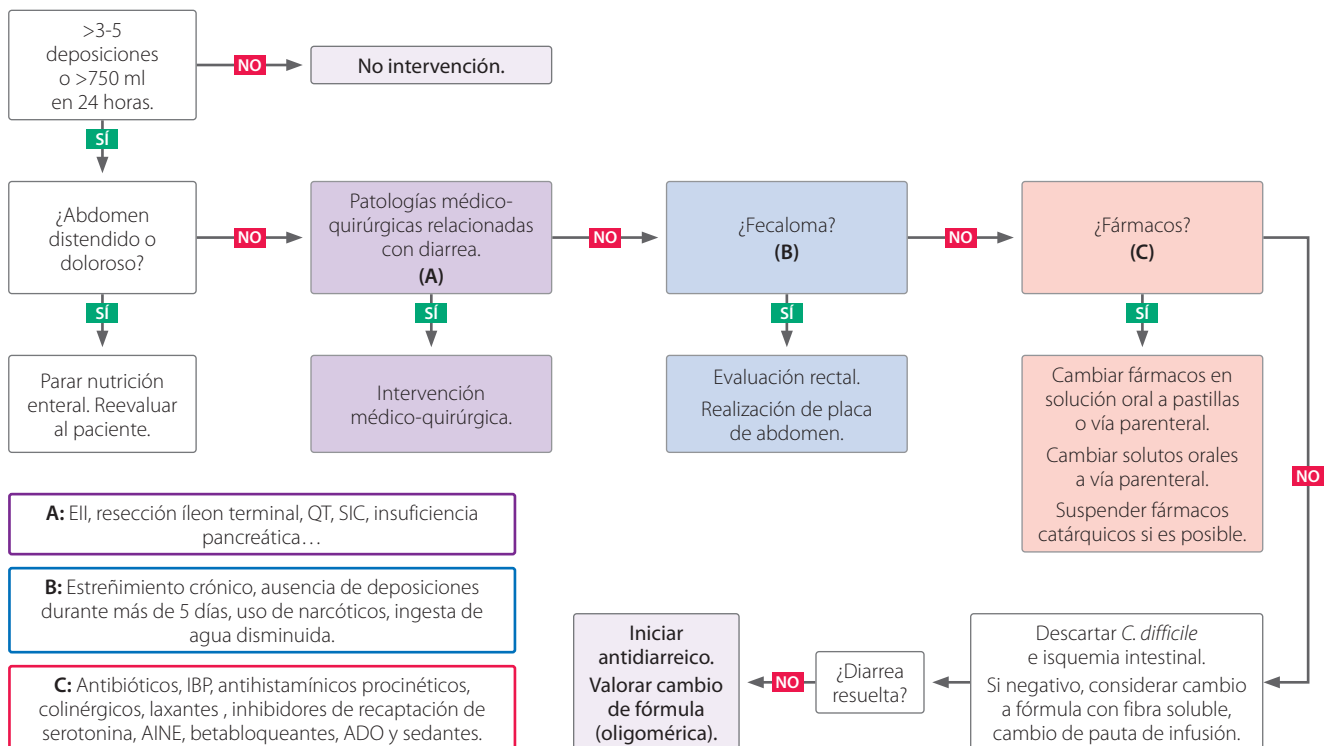 >3-5
deposiciones
o >750 ml
en 24 horas.
NO
No intervención.
SÍ
¿Abdomen
distendido o
doloroso?
NO
Patologías médico-
quirúrgicas relacionadas
con diarrea.
(A)
NO
¿Fecaloma?
(B)
NO
¿Fármacos?
(C)
SÍ
SÍ
SÍ
SÍ
Parar nutrición
enteral. Reevaluar
al paciente.
Intervención
médico-quirúrgica.
Evaluación rectal.
Realización de placa
de abdomen.
Cambiar fármacos en
solución oral a pastillas
o vía parenteral.
Cambiar solutos orales
a vía parenteral.
Suspender fármacos
catárquicos si es posible.
NO
A: EII, resección íleon terminal, QT, SIC, insuficiencia
pancreática…
B: Estreñimiento crónico, ausencia de deposiciones
durante más de 5 días, uso de narcóticos, ingesta de
agua disminuida.
C: Antibióticos, IBP, antihistamínicos procinéticos,
colinérgicos, laxantes , inhibidores de recaptación de
serotonina, AINE, betabloqueantes, ADO y sedantes.
Iniciar
antidiarreico.
Valorar cambio
de fórmula
(oligomérica).
NO
¿Diarrea
resuelta?
Descartar C. difficile
e isquemia intestinal.
Si negativo, considerar cambio
a fórmula con fibra soluble,
cambio de pauta de infusión.